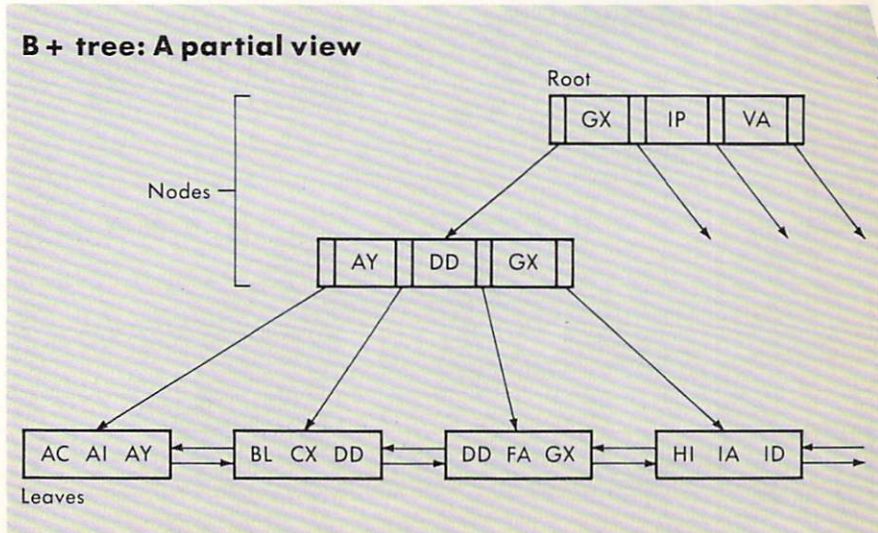 B+ tree: A partial view
Root
GX IP VA
Nodes
AY DD GX
AC AI AY BL CX DD DD FA GX HI IA ID
Leaves